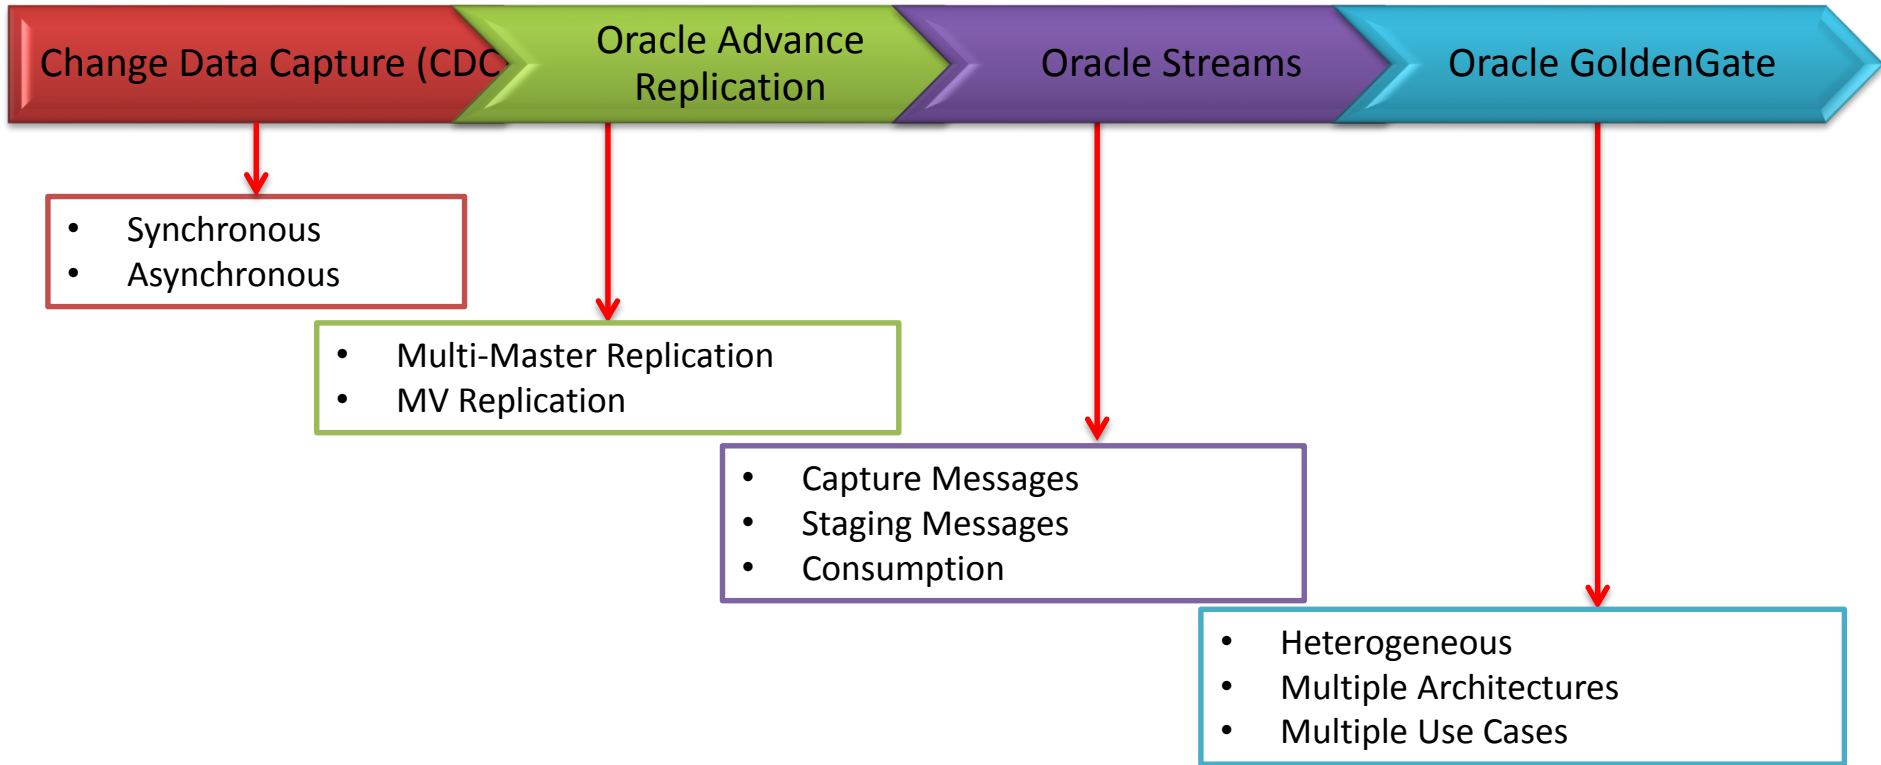 Change Data Capture (CDC
Oracle Advance
Replication
Oracle Streams
Oracle GoldenGate
• Synchronous
• Asynchronous
• Multi-Master Replication
• MV Replication
• Capture Messages
• Staging Messages
• Consumption
• Heterogeneous
• Multiple Architectures
• Multiple Use Cases